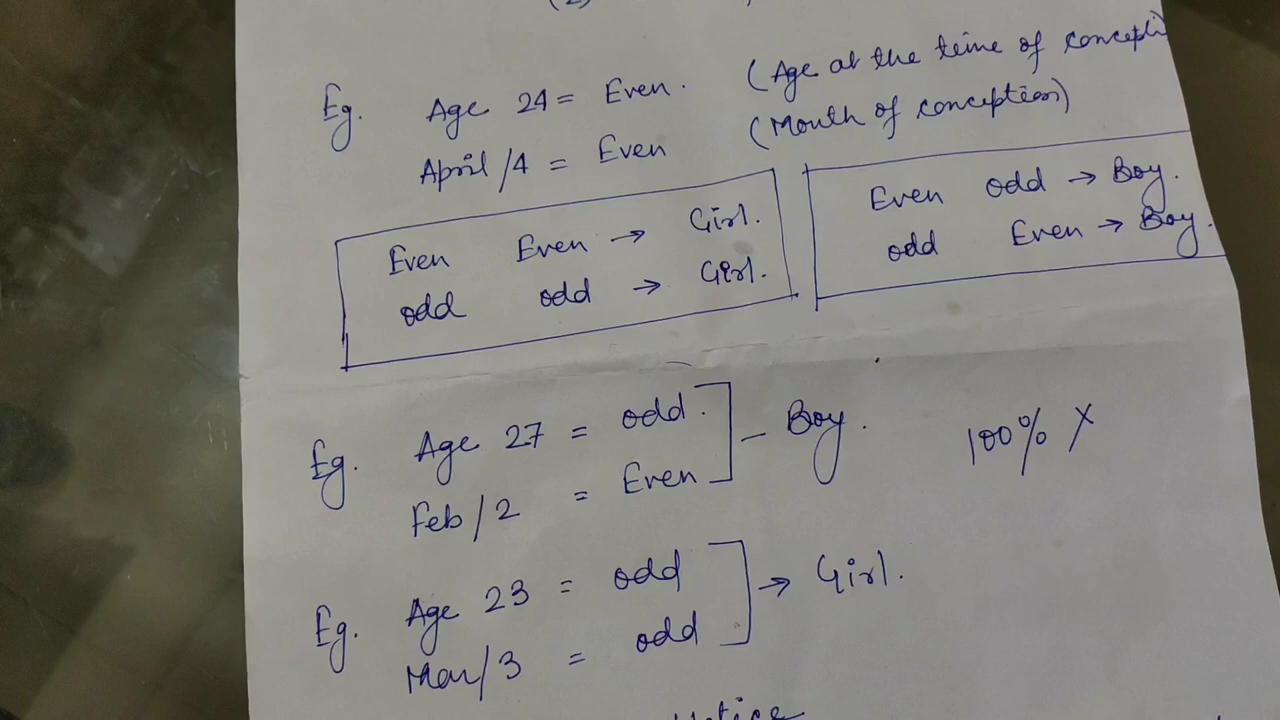 (2)
Eg. Age 24 = Even. (Age at the teime of concepti
April /4 = Even (Month of conception)
Even Even → Girl.
odd odd → Girl.
Even odd → Boy.
odd Even → Boy.
Eg. Age 27 = odd. - Boy. 100% X
Feb /2 = Even
Eg. Age 23 = odd → Girl.
Mar/3 = odd